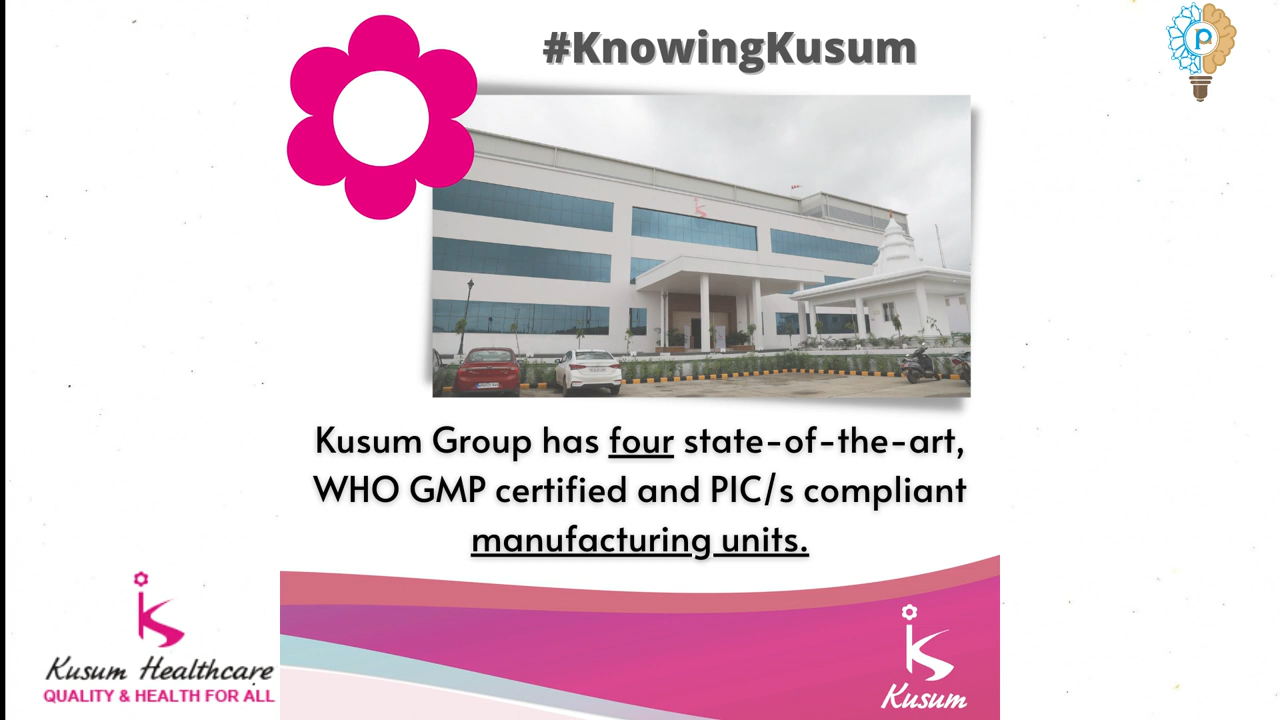 #KnowingKusum
Kusum Group has four state-of-the-art,
WHO GMP certified and PIC/s compliant
manufacturing units.
Kusum Healthcare
QUALITY & HEALTH FOR ALL
Kusum